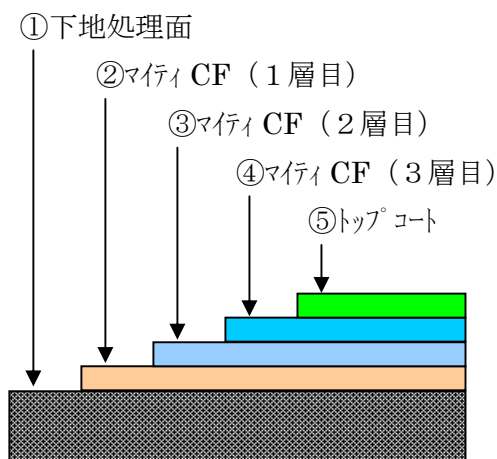 ①下地処理面
②ﾏｲﾃｨ CF（１層目）
③ﾏｲﾃｨ CF（２層目）
④ﾏｲﾃｨ CF（３層目）
⑤ﾄｯﾌﾟｺｰﾄ